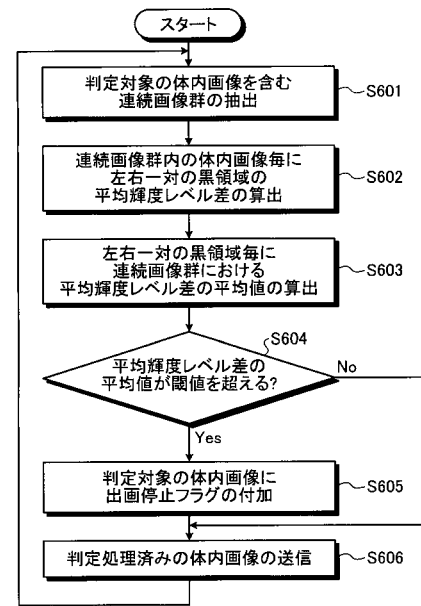 スタート
判定対象の体内画像を含む
連続画像群の抽出
S601
連続画像群内の体内画像毎に
左右一対の黒領域の
平均輝度レベル差の算出
S602
左右一対の黒領域毎に
連続画像群における
平均輝度レベル差の平均値の算出
S603
S604
平均輝度レベル差の
平均値が閾値を超える?
No
Yes
判定対象の体内画像に
出画停止フラグの付加
S605
判定処理済みの体内画像の送信
S606